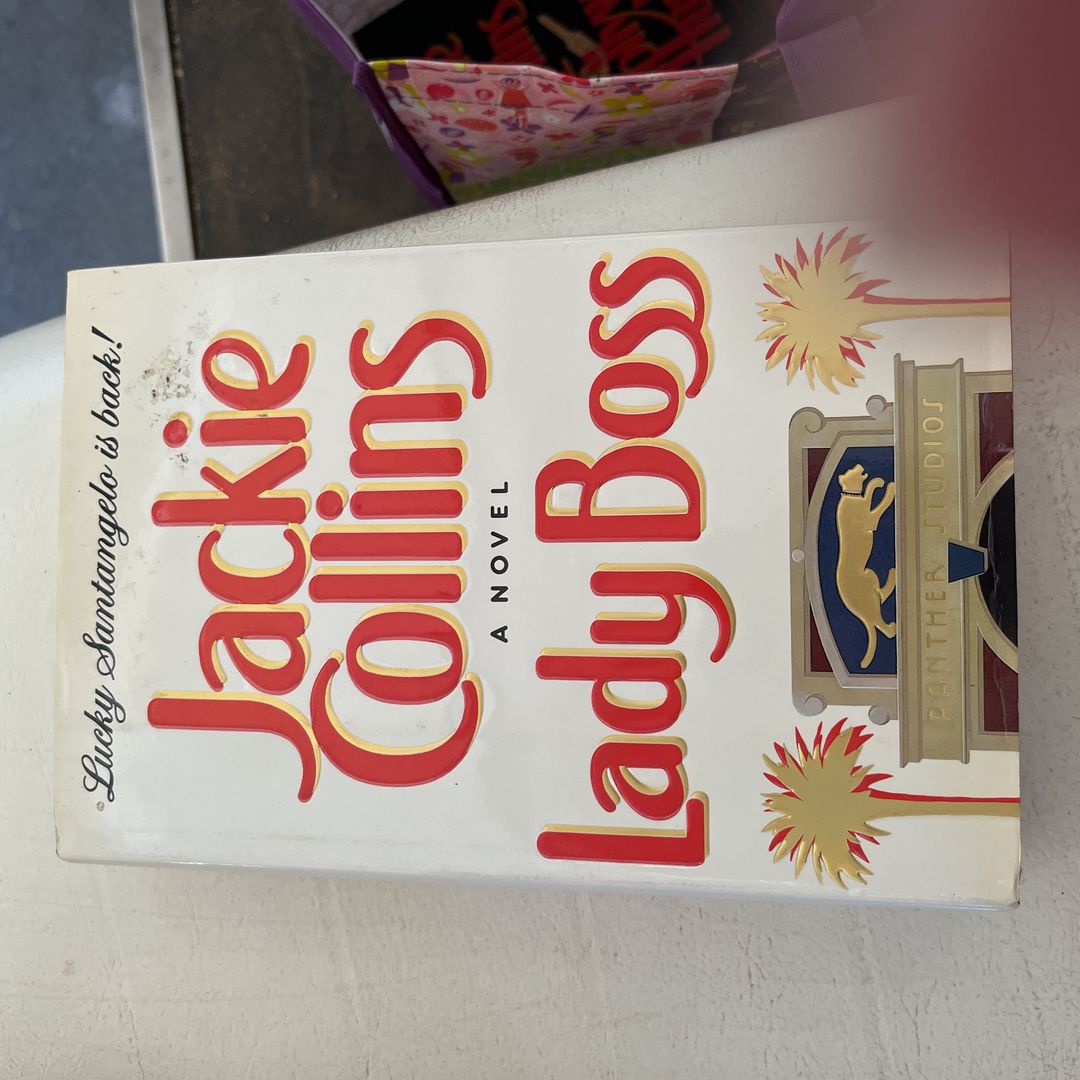 Lucky Santangelo is back!
Jackie
Collins
A NOVEL
Lady Boss
PANTHER STUDIOS